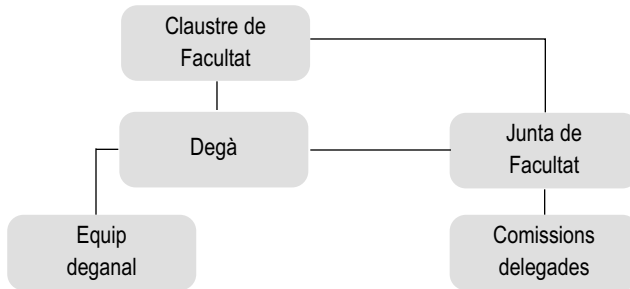 Claustre de
Facultat
Degà
Junta de
Facultat
Equip
deganal
Comissions
delegades